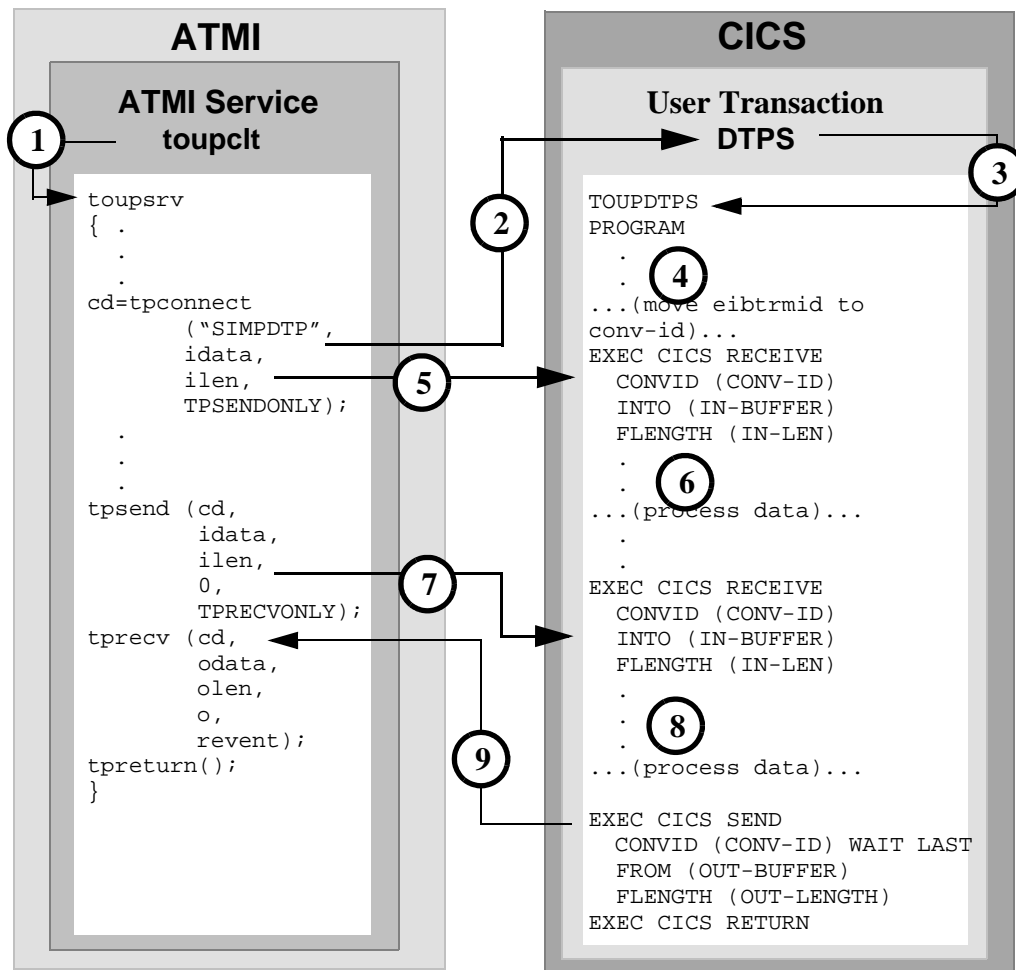 ATMI
ATMI Service
toupclt
1
toupsrv
{ .
.
.
cd=tpconnect
(“SIMPDTP”,
idata,
ilen,
TPSENDONLY);
.
.
.
tpsend (cd,
idata,
ilen,
0,
TPRECVONLY);
tprecv (cd,
odata,
olen,
o,
revent);
tpreturn();
}
2
5
7
9
CICS
User Transaction
DTPS
3
TOUPDTPS
PROGRAM
.
.
4
...(move eibtrmid to
conv-id)...
EXEC CICS RECEIVE
CONVID (CONV-ID)
INTO (IN-BUFFER)
FLENGTH (IN-LEN)
.
.
6
...(process data)...
.
.
EXEC CICS RECEIVE
CONVID (CONV-ID)
INTO (IN-BUFFER)
FLENGTH (IN-LEN)
.
.
.
8
...(process data)...
EXEC CICS SEND
CONVID (CONV-ID) WAIT LAST
FROM (OUT-BUFFER)
FLENGTH (OUT-LENGTH)
EXEC CICS RETURN